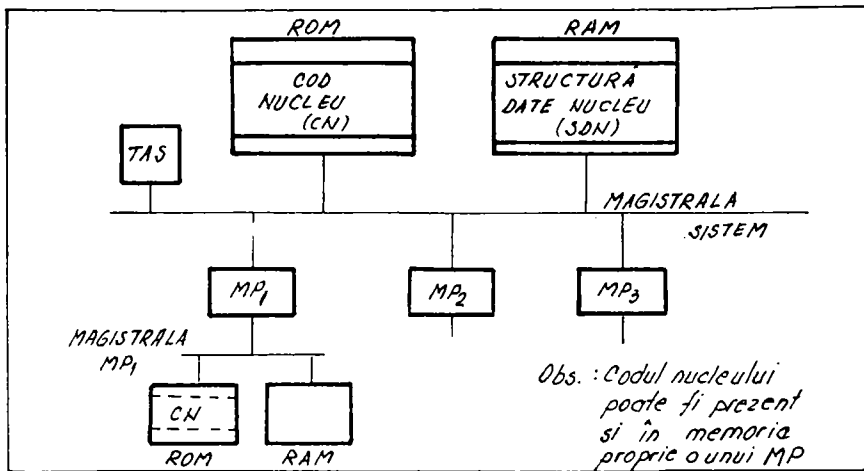 ROM
RAM
COD
NUCLEU
(CN)
STRUCTURĂ
DATE NUCLEU
(SDN)
TAS
MAGISTRALA
SISTEM
MP1
MP2
MP3
MAGISTRALA
MP1
CN
ROM
RAM
Obs.: Codul nucleului
poate fi prezent
si în memoria
proprie a unui MP